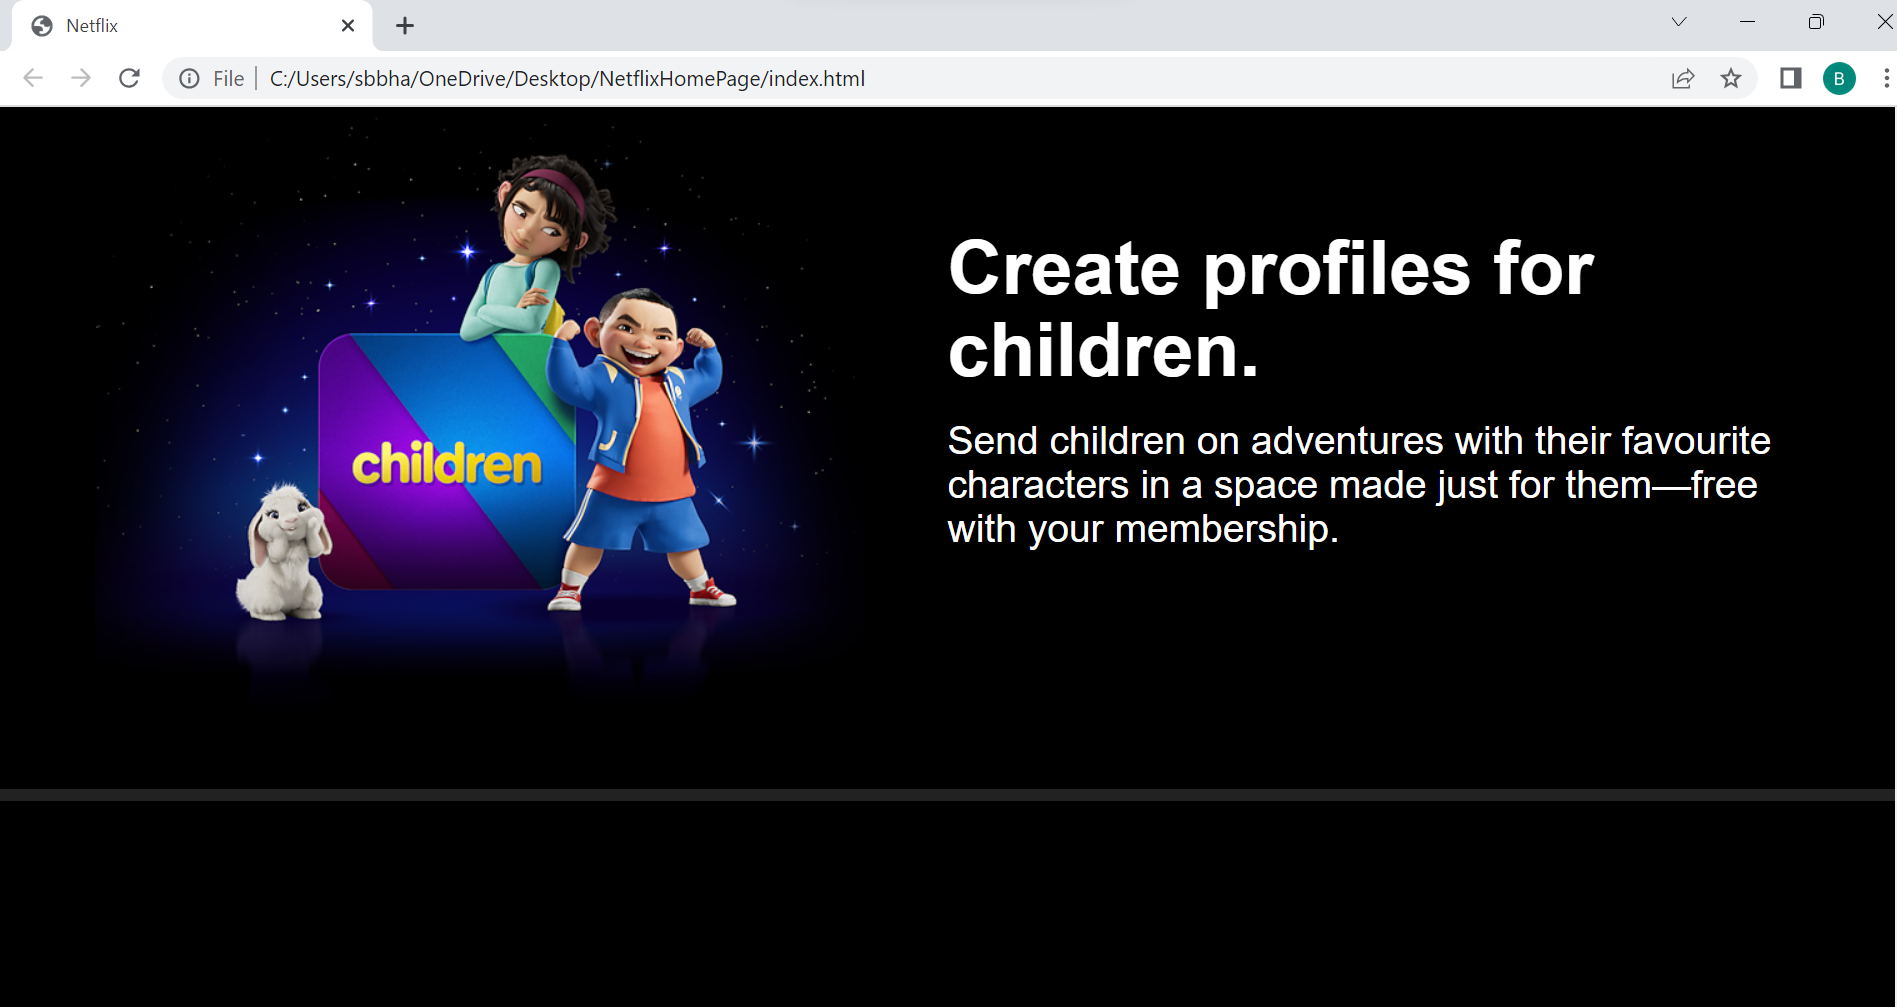 Netflix
File
C:/Users/sbbha/OneDrive/Desktop/NetflixHomePage/index.html
B
Create profiles for
children.
children
Send children on adventures with their favourite
characters in a space made just for them—free
with your membership.